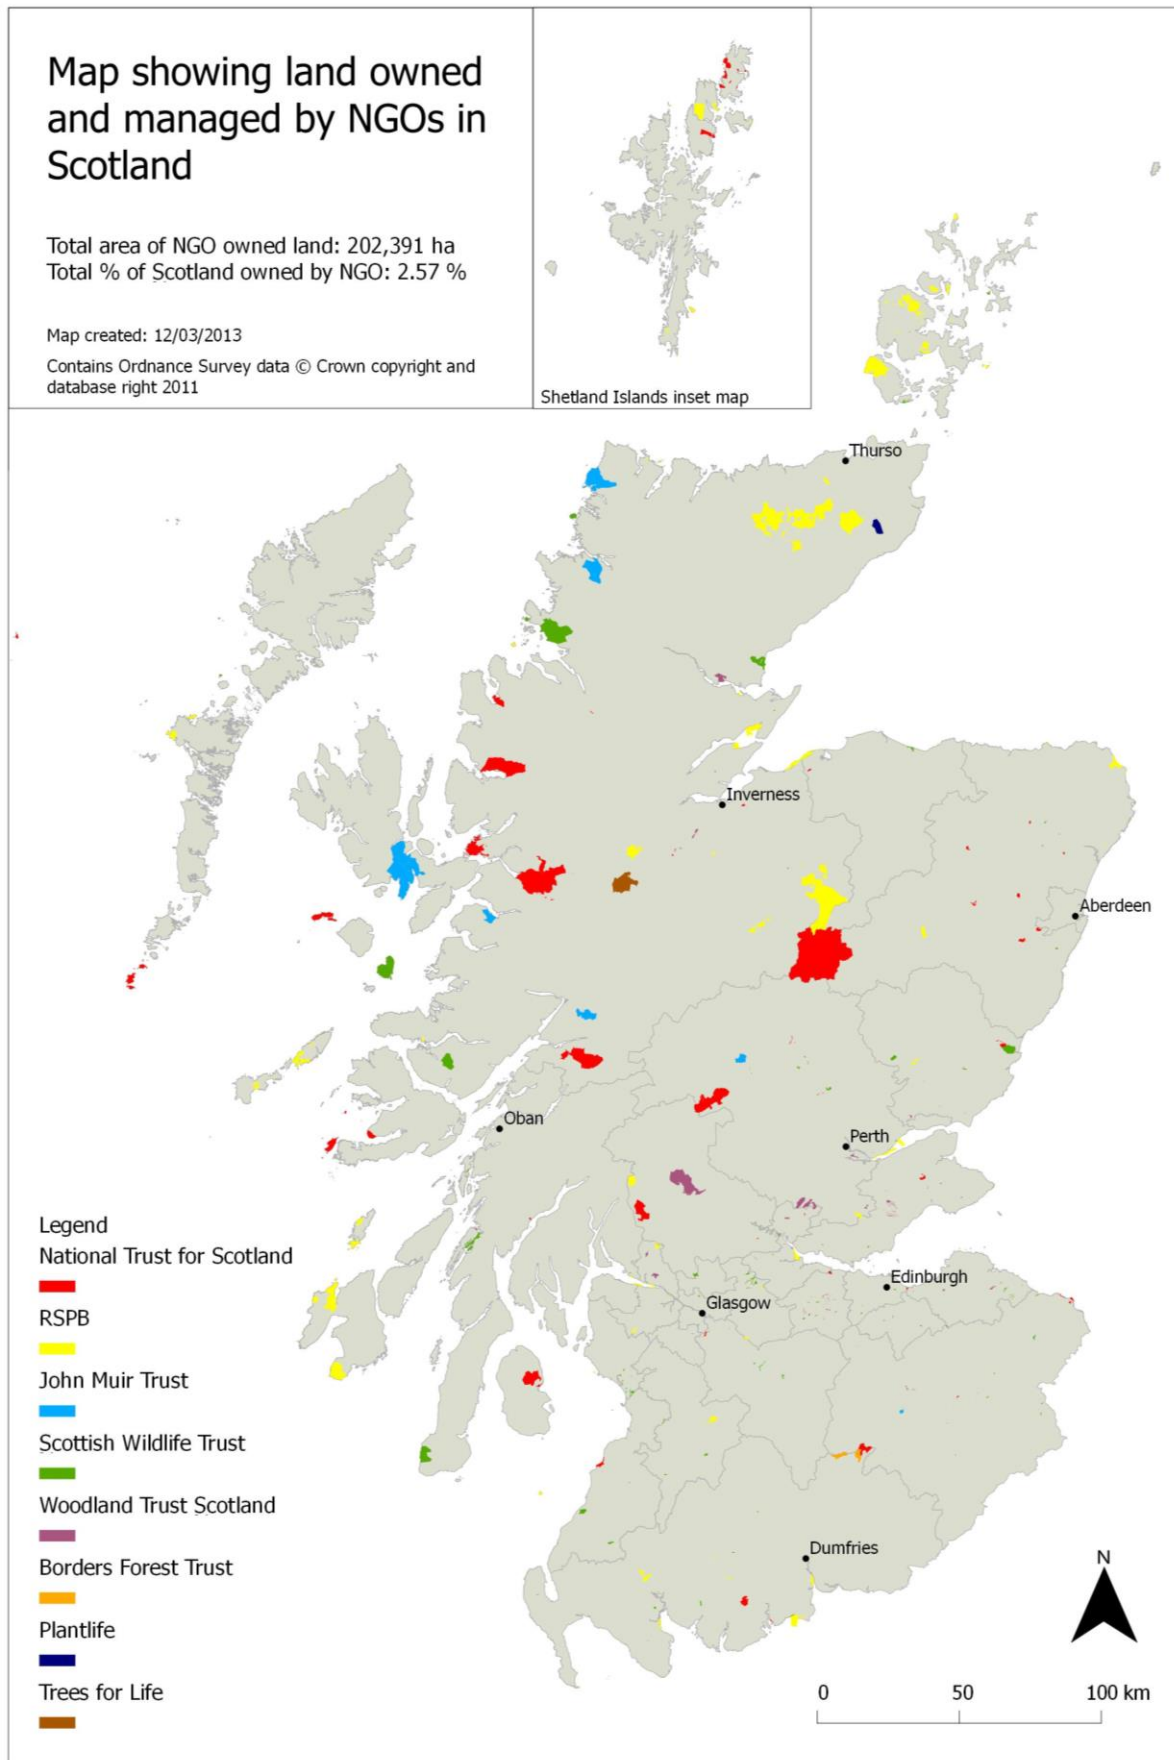 Map showing land owned
and managed by NGOs in
Scotland
Total area of NGO owned land: 202,391 ha
Total % of Scotland owned by NGO: 2.57 %
Map created: 12/03/2013
Contains Ordnance Survey data © Crown copyright and
database right 2011
Shetland Islands inset map
Thurso
Inverness
Aberdeen
Oban
Perth
Edinburgh
Glasgow
Dumfries
Legend
National Trust for Scotland
RSPB
John Muir Trust
Scottish Wildlife Trust
Woodland Trust Scotland
Borders Forest Trust
Plantlife
Trees for Life
N
0 50 100 km